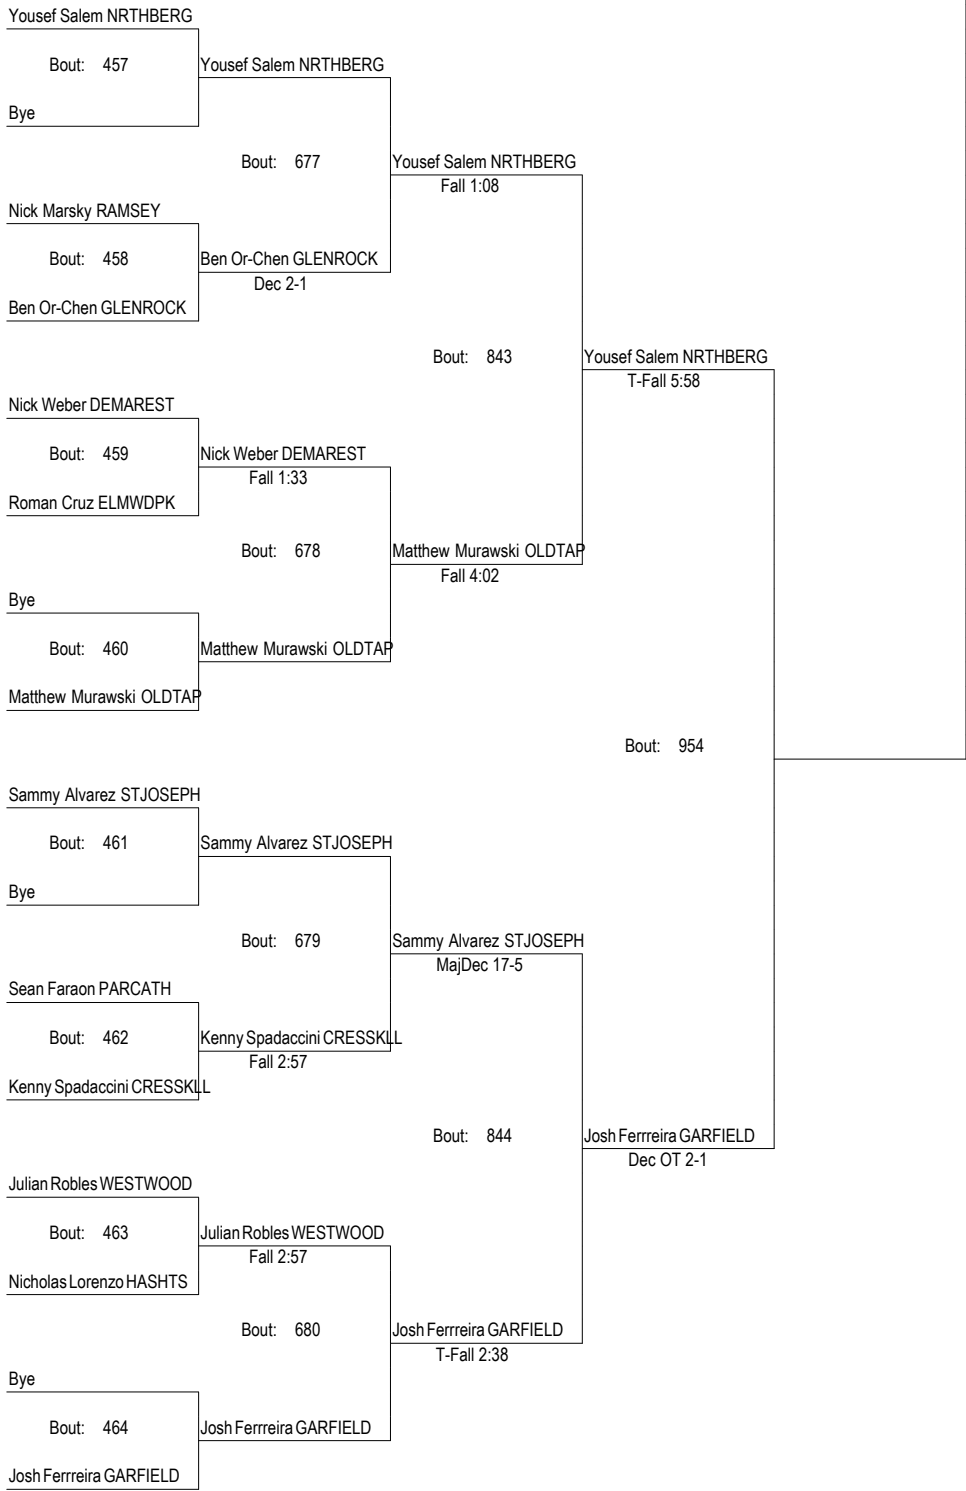 Yousef Salem NRTHBERG
Bout: 457
Yousef Salem NRTHBERG
Bye
Bout: 677
Yousef Salem NRTHBERG
Fall 1:08
Nick Marsky RAMSEY
Bout: 458
Ben Or-Chen GLENROCK
Dec 2-1
Ben Or-Chen GLENROCK
Bout: 843
Yousef Salem NRTHBERG
T-Fall 5:58
Nick Weber DEMAREST
Bout: 459
Nick Weber DEMAREST
Fall 1:33
Roman Cruz ELMWDPK
Bout: 678
Matthew Murawski OLDTAP
Fall 4:02
Bye
Bout: 460
Matthew Murawski OLDTAP
Matthew Murawski OLDTAP
Bout: 954
Sammy Alvarez STJOSEPH
Bout: 461
Sammy Alvarez STJOSEPH
Bye
Bout: 679
Sammy Alvarez STJOSEPH
MajDec 17-5
Sean Faraon PARCATH
Bout: 462
Kenny Spadaccini CRESSKLL
Fall 2:57
Kenny Spadaccini CRESSKLL
Bout: 844
Josh Ferrreira GARFIELD
Dec OT 2-1
Julian Robles WESTWOOD
Bout: 463
Julian Robles WESTWOOD
Fall 2:57
Nicholas Lorenzo HASHTS
Bout: 680
Josh Ferrreira GARFIELD
T-Fall 2:38
Bye
Bout: 464
Josh Ferrreira GARFIELD
Josh Ferrreira GARFIELD